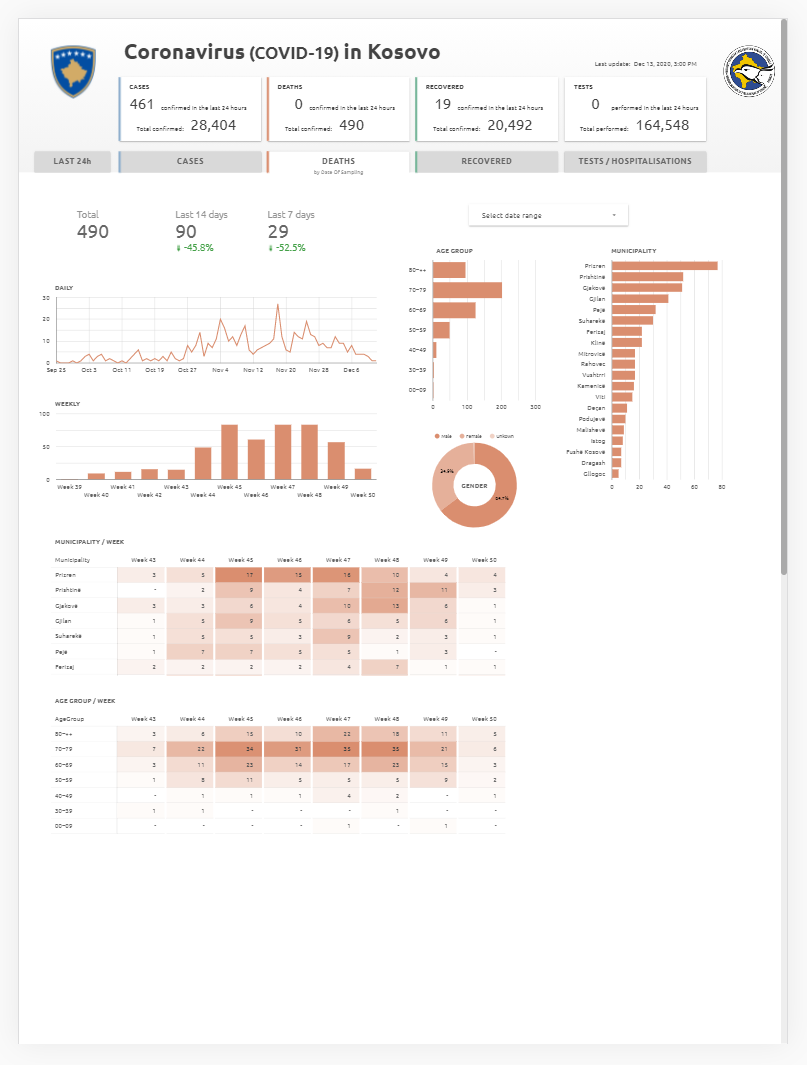 Coronavirus (COVID-19) in Kosovo
Last update: Dec 13, 2020, 3:00 PM
CASES
461 confirmed in the last 24 hours
Total confirmed: 28,404
DEATHS
0 confirmed in the last 24 hours
Total confirmed: 490
RECOVERED
19 confirmed in the last 24 hours
Total confirmed: 20,492
TESTS
0 performed in the last 24 hours
Total performed: 164,548
LAST 24h
CASES
DEATHS
by Date Of Sampling
RECOVERED
TESTS / HOSPITALISATIONS
Total
490
Last 14 days
90
-45.8%
Last 7 days
29
-52.5%
Select date range
DAILY
30
20
10
0
Sep 25 Oct 3 Oct 11 Oct 19 Oct 27 Nov 4 Nov 12 Nov 20 Nov 28 Dec 6
WEEKLY
100
50
0
Week 39 Week 41 Week 43 Week 45 Week 47 Week 49
Week 40 Week 42 Week 44 Week 46 Week 48 Week 50
AGE GROUP
80-++
70-79
60-69
50-59
40-49
30-39
00-09
0 100 200 300
Male Female Unkown
GENDER
MUNICIPALITY
Prizren
Prishtinë
Gjakovë
Gjilan
Pejë
Suharekë
Ferizaj
Klinë
Mitrovicë
Rahovec
Vushtrri
Kamenicë
Viti
Deçan
Podujevë
Malishevë
Istog
Fushë Kosovë
Dragash
Gllogoc
0 20 40 60 80
MUNICIPALITY / WEEK
Municipality Week 43 Week 44 Week 45 Week 46 Week 47 Week 48 Week 49 Week 50
Prizren 3 5 17 15 16 10 4 4
Prishtinë - 2 9 4 7 12 11 3
Gjakovë 3 3 6 4 10 13 6 1
Gjilan 1 5 9 5 6 5 6 1
Suharekë 1 5 5 3 9 2 3 1
Pejë 1 7 7 5 5 1 3 -
Ferizaj 2 2 2 2 4 7 1 1
AGE GROUP / WEEK
AgeGroup Week 43 Week 44 Week 45 Week 46 Week 47 Week 48 Week 49 Week 50
80-++ 3 6 15 10 22 18 11 5
70-79 7 22 34 31 35 35 21 6
60-69 3 11 23 14 17 23 15 3
50-59 1 8 11 5 5 5 9 2
40-49 - 1 1 1 4 2 - 1
30-39 1 1 - - - 1 - -
00-09 - - - - 1 - 1 -